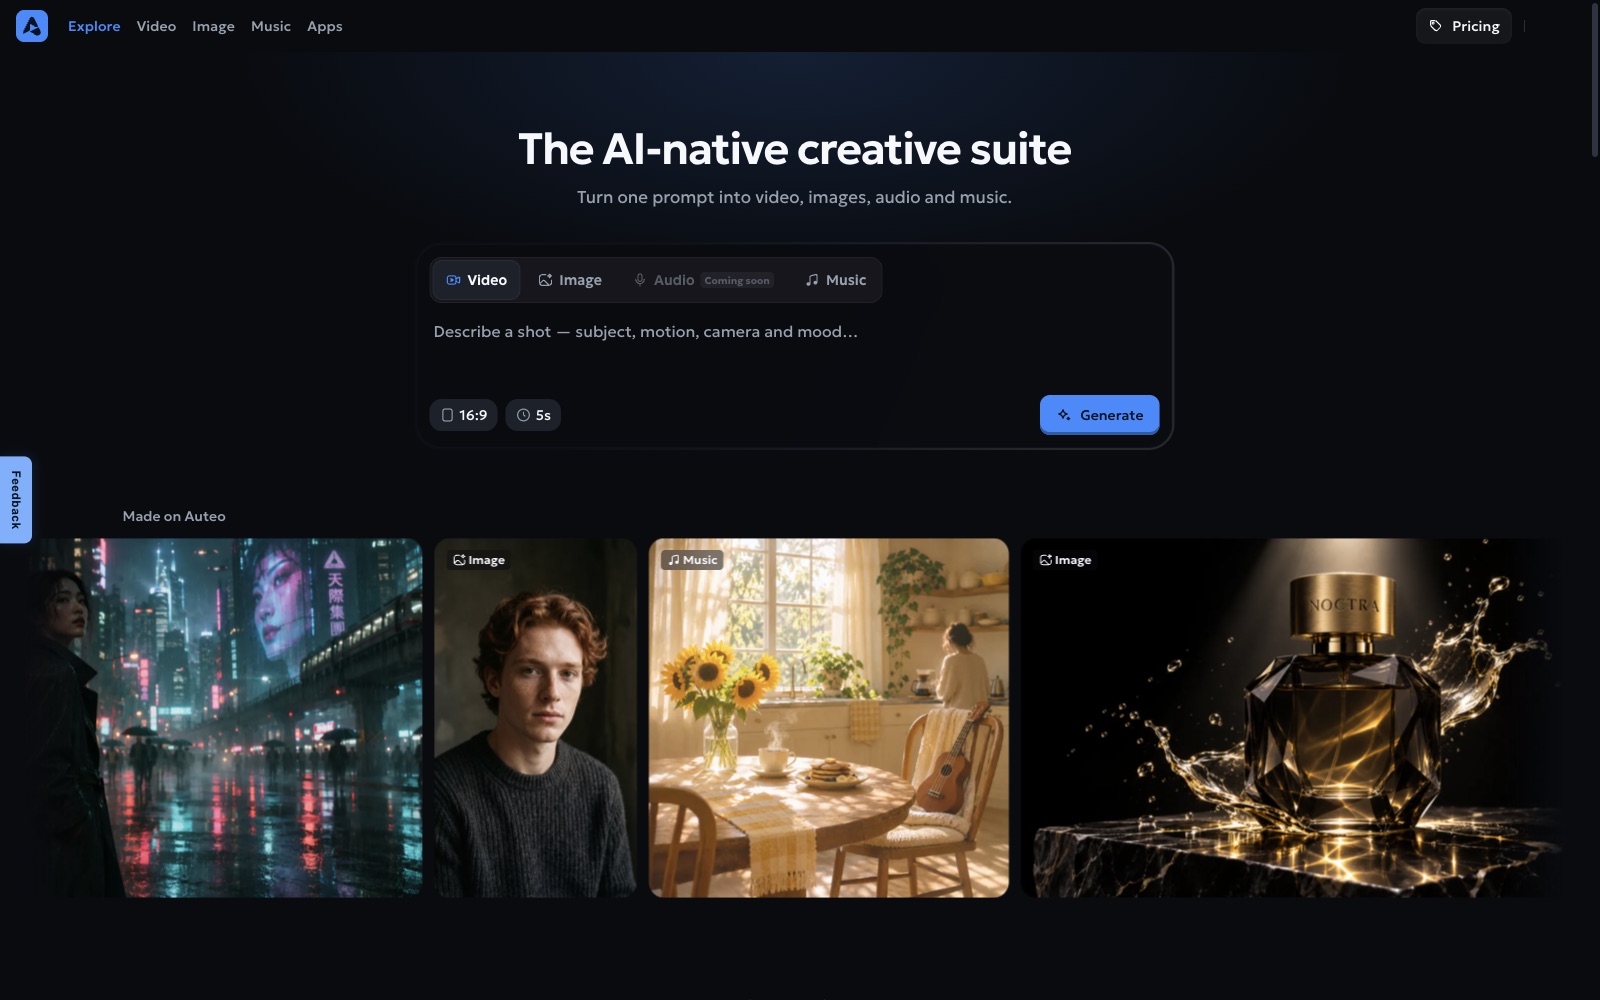 Explore Video Image Music Apps
Pricing
The AI-native creative suite
Turn one prompt into video, images, audio and music.
Video Image Audio Coming soon Music
Describe a shot — subject, motion, camera and mood...
16:9 5s
Generate
Feedback
Made on Auteo
天際集團
Image
Music
Image
NOCTRA